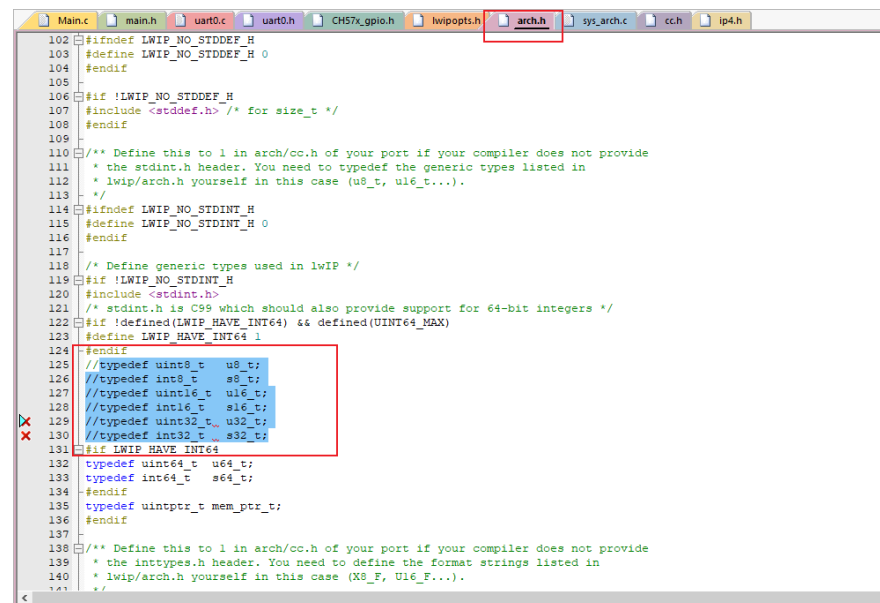 Main.c main.h uart0.c uart0.h CH57x_gpio.h lwipopts.h arch.h sys_arch.c cc.h ip4.h
102 #ifndef LWIP_NO_STDDEF_H
103 #define LWIP_NO_STDDEF_H 0
104 #endif
105
106 #if !LWIP_NO_STDDEF_H
107 #include <stddef.h> /* for size_t */
108 #endif
109
110 /** Define this to 1 in arch/cc.h of your port if your compiler does not provide
111 * the stdint.h header. You need to typedef the generic types listed in
112 * lwip/arch.h yourself in this case (u8_t, u16_t...).
113 */
114 #ifndef LWIP_NO_STDINT_H
115 #define LWIP_NO_STDINT_H 0
116 #endif
117
118 /* Define generic types used in lwIP */
119 #if !LWIP_NO_STDINT_H
120 #include <stdint.h>
121 /* stdint.h is C99 which should also provide support for 64-bit integers */
122 #if !defined(LWIP_HAVE_INT64) && defined(UINT64_MAX)
123 #define LWIP_HAVE_INT64 1
124 #endif
125 //typedef uint8_t u8_t;
126 //typedef int8_t s8_t;
127 //typedef uint16_t u16_t;
128 //typedef int16_t s16_t;
129 //typedef uint32_t u32_t;
130 //typedef int32_t s32_t;
131 #if LWIP_HAVE_INT64
132 typedef uint64_t u64_t;
133 typedef int64_t s64_t;
134 #endif
135 typedef uintptr_t mem_ptr_t;
136 #endif
137
138 /** Define this to 1 in arch/cc.h of your port if your compiler does not provide
139 * the inttypes.h header. You need to define the format strings listed in
140 * lwip/arch.h yourself in this case (X8_F, U16_F...).
141 */